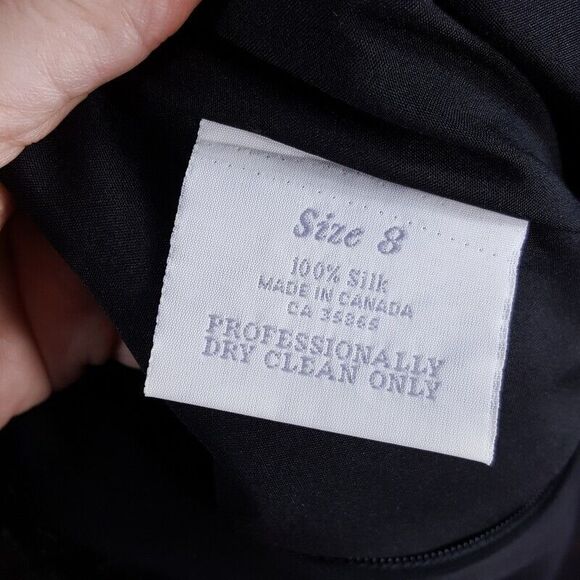 Size 8
100% Silk
MADE IN CANADA
CA 35865
PROFESSIONALLY
DRY CLEAN ONLY